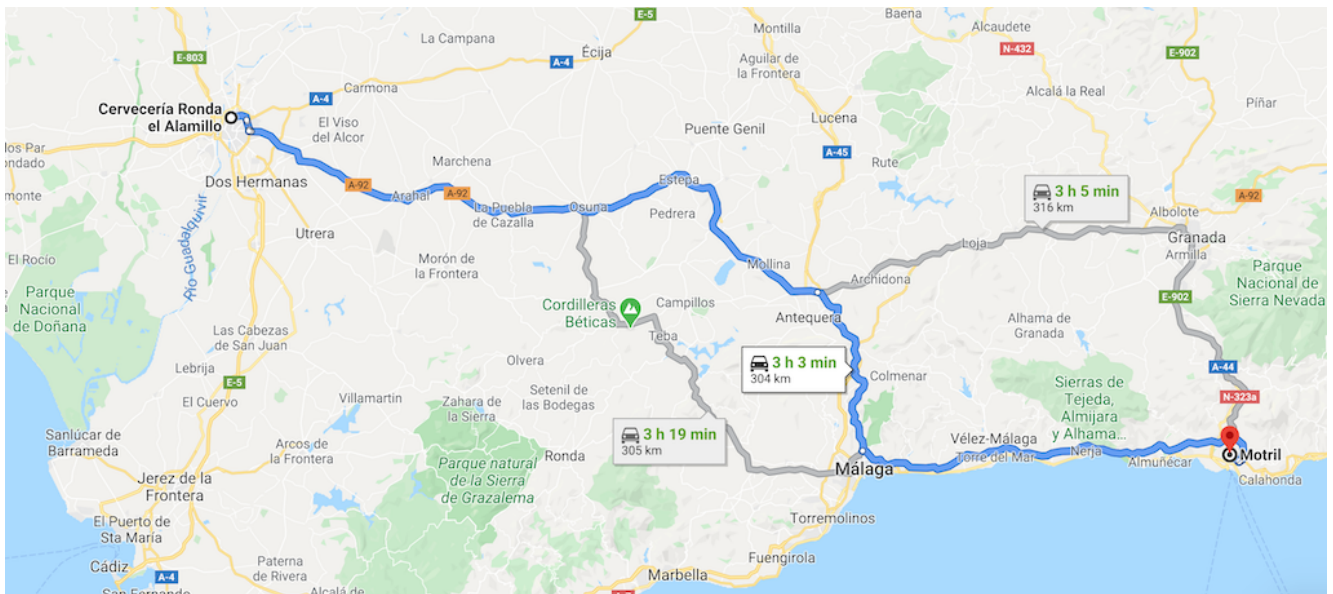 E-5
Montilla
Baena
Alcaudete
La Campana
N-432
E-902
E-803
Écija
A-4
Aguilar de
la Frontera
Carmona
Alcalá la Real
A-4
Cervecería Ronda
el Alamillo
Píñar
El Viso
del Alcor
Lucena
Puente Genil
A-45
Marchena
Rute
Dos Hermanas
Estepa
A-92
Arahal
A-92
3 h 5 min
316 km
A-92
La Puebla
de Cazalla
Osuna
Pedrera
Albolote
Río Guadalquivir
Utrera
Granada
Loja
Armilla
El Rocío
Morón de
la Frontera
Mollina
Archidona
Parque
Nacional
de Doñana
Parque
Nacional de
Sierra Nevada
E-902
Cordilleras
Béticas
Campillos
Antequera
Alhama de
Granada
Las Cabezas
de San Juan
Teba
Olvera
3 h 3 min
304 km
Lebrija
A-44
E-5
Colmenar
Sierras de
Tejeda,
Almijara
y Alhama...
El Cuervo
Villamartin
Setenil de
las Bodegas
N-323a
Zahara de
la Sierra
Sanlúcar de
Barrameda
3 h 19 min
305 km
Arcos de
la Frontera
Vélez-Málaga
Torre del Mar
Nerja
Ronda
Almuñécar
Motril
Parque natural
de la Sierra
de Grazalema
Málaga
Jerez de la
Frontera
Calahonda
El Puerto de
Sta María
Torremolinos
Fuengirola
Cádiz
Paterna
de Rivera
A-4
Marbella
San Fernando
Alcalá de